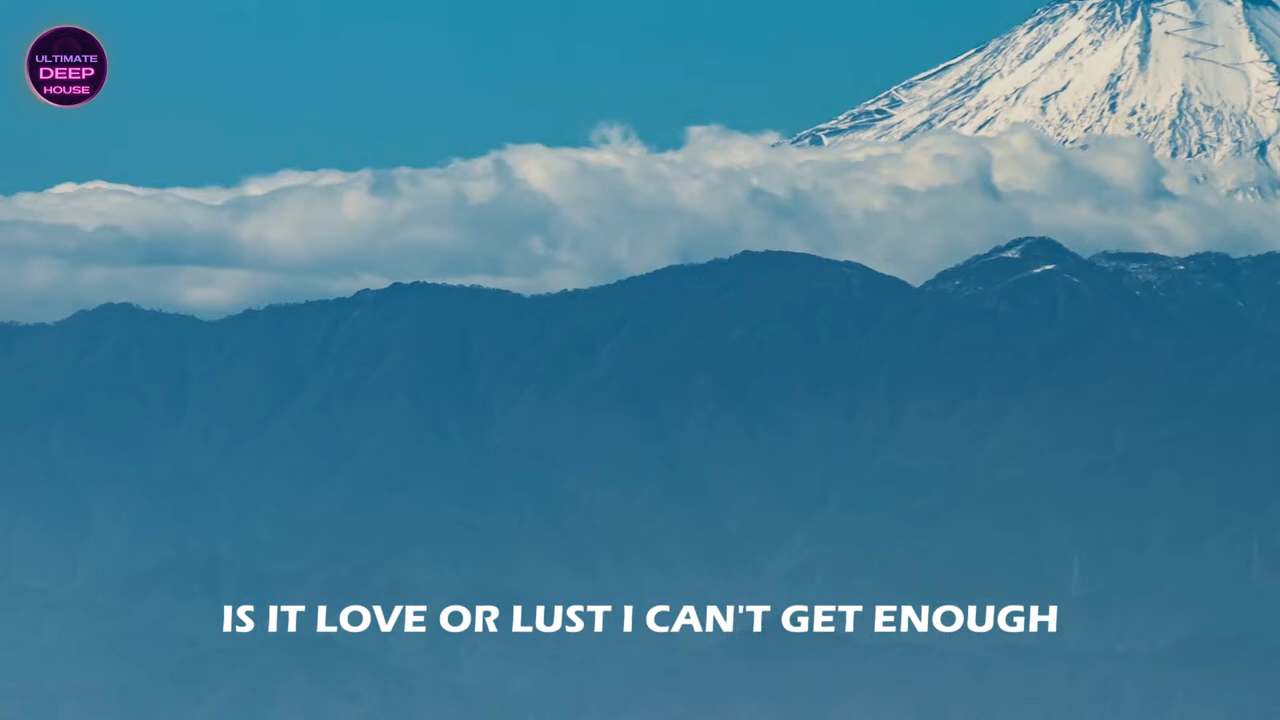 ULTIMATE
DEEP
HOUSE
IS IT LOVE OR LUST I CAN'T GET ENOUGH